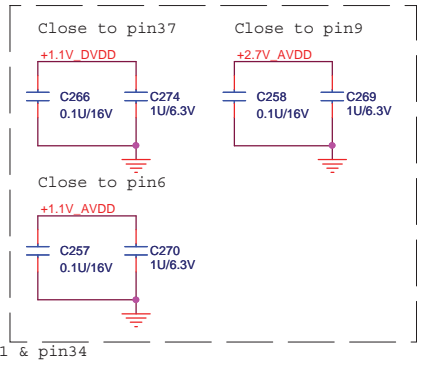 Close to pin37
+1.1V_DVDD
C266
0.1U/16V
C274
1U/6.3V
Close to pin9
+2.7V_AVDD
C258
0.1U/16V
C269
1U/6.3V
Close to pin6
+1.1V_AVDD
C257
0.1U/16V
C270
1U/6.3V
1 & pin34